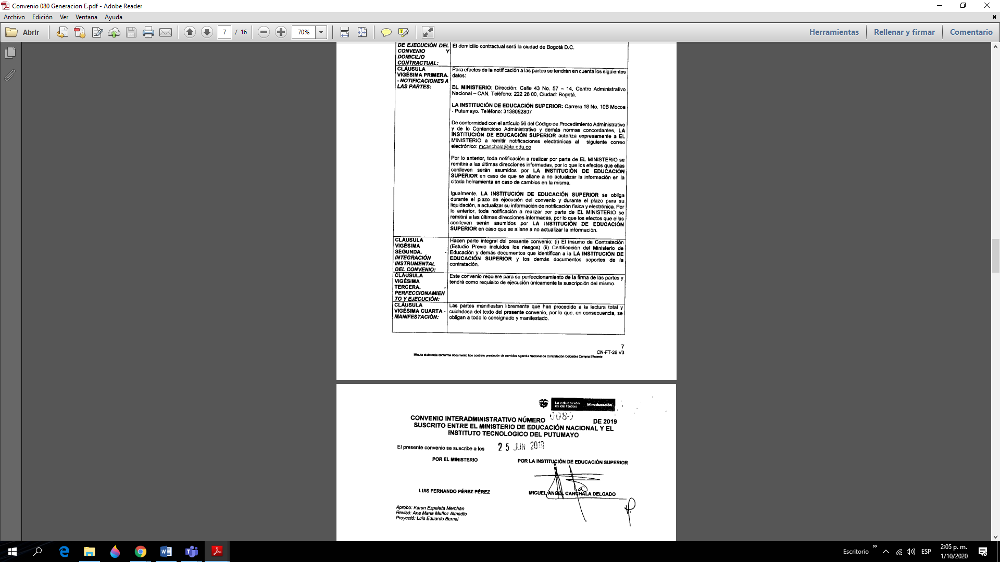 Convenio 080 Generacion E.pdf - Adobe Reader
Archivo Edición Ver Ventana Ayuda
Abrir 7 / 16 70% Herramientas Rellenar y firmar Comentario
DE EJECUCIÓN DEL
CONVENIO Y
DOMICILIO
CONTRACTUAL:
El domicilio contractual será la ciudad de Bogotá D.C.
CLÁUSULA
VIGÉSIMA PRIMERA.
- NOTIFICACIONES A
LAS PARTES:
Para efectos de la notificación a las partes se tendrán en cuenta los siguientes
datos:
EL MINISTERIO: Dirección: Calle 43 No. 57 – 14, Centro Administrativo
Nacional – CAN, Teléfono: 222 28 00, Ciudad: Bogotá.
LA INSTITUCIÓN DE EDUCACIÓN SUPERIOR: Carrera 18 No. 10B Mocoa
- Putumayo. Teléfono: 3138052807
De conformidad con el artículo 56 del Código de Procedimiento Administrativo
y de lo Contencioso Administrativo y demás normas concordantes, LA
INSTITUCIÓN DE EDUCACIÓN SUPERIOR autoriza expresamente a EL
MINISTERIO a remitir notificaciones electrónicas al siguiente correo
electrónico: mcanchala@itp.edu.co
Por lo anterior, toda notificación a realizar por parte de EL MINISTERIO se
remitirá a las últimas direcciones informadas, por lo que los efectos que ellas
conlleven serán asumidos por LA INSTITUCIÓN DE EDUCACIÓN
SUPERIOR en caso de que se allane a no actualizar la información en la
citada herramienta en caso de cambios en la misma.
Igualmente, LA INSTITUCIÓN DE EDUCACIÓN SUPERIOR se obliga
durante el plazo de ejecución del convenio y durante el plazo para su
liquidación, a actualizar su información de notificación física y electrónica. Por
lo anterior, toda notificación a realizar por parte de EL MINISTERIO se
remitirá a las últimas direcciones informadas, por lo que los efectos que ellas
conlleven serán asumidos por LA INSTITUCIÓN DE EDUCACIÓN
SUPERIOR en caso que se allane a no actualizar la información.
CLÁUSULA
VIGÉSIMA
SEGUNDA. -
INTEGRACIÓN
INSTRUMENTAL
DEL CONVENIO:
Hacen parte integral del presente convenio: (i) El Insumo de Contratación
(Estudio Previo incluidos los riesgos) (ii) Certificación del Ministerio de
Educación y demás documentos que identifican a la LA INSTITUCIÓN DE
EDUCACIÓN SUPERIOR y los demás documentos soportes de la
contratación.
CLÁUSULA
VIGÉSIMA
TERCERA. -
PERFECCIONAMIEN
TO Y EJECUCIÓN:
Este convenio requiere para su perfeccionamiento de la firma de las partes y
tendrá como requisito de ejecución únicamente la suscripción del mismo.
CLÁUSULA
VIGÉSIMA CUARTA -
MANIFESTACIÓN:
Las partes manifiestan libremente que han procedido a la lectura total y
cuidadosa del texto del presente convenio, por lo que, en consecuencia, se
obligan a todo lo consignado y manifestado.
7
CN-FT-26 V3
Minuta elaborada conforme documento tipo contrato prestación de servicios Agencia Nacional de Contratación Colombia Compra Eficiente
La educación
es de todos Mineducación
CONVENIO INTERADMINISTRATIVO NÚMERO 0080 DE 2019
SUSCRITO ENTRE EL MINISTERIO DE EDUCACIÓN NACIONAL Y EL
INSTITUTO TECNOLOGICO DEL PUTUMAYO
El presente convenio se suscribe a los 25 JUN 2019
POR EL MINISTERIO POR LA INSTITUCIÓN DE EDUCACIÓN SUPERIOR
LUIS FERNANDO PÉREZ PÉREZ MIGUEL ANGEL CANCHALA DELGADO
Aprobó: Karen Ezpeleta Merchán
Revisó: Ana Maria Muñoz Almadio
Proyectó: Luis Eduardo Bernal
Escritorio ESP 2:05 p. m.
1/10/2020